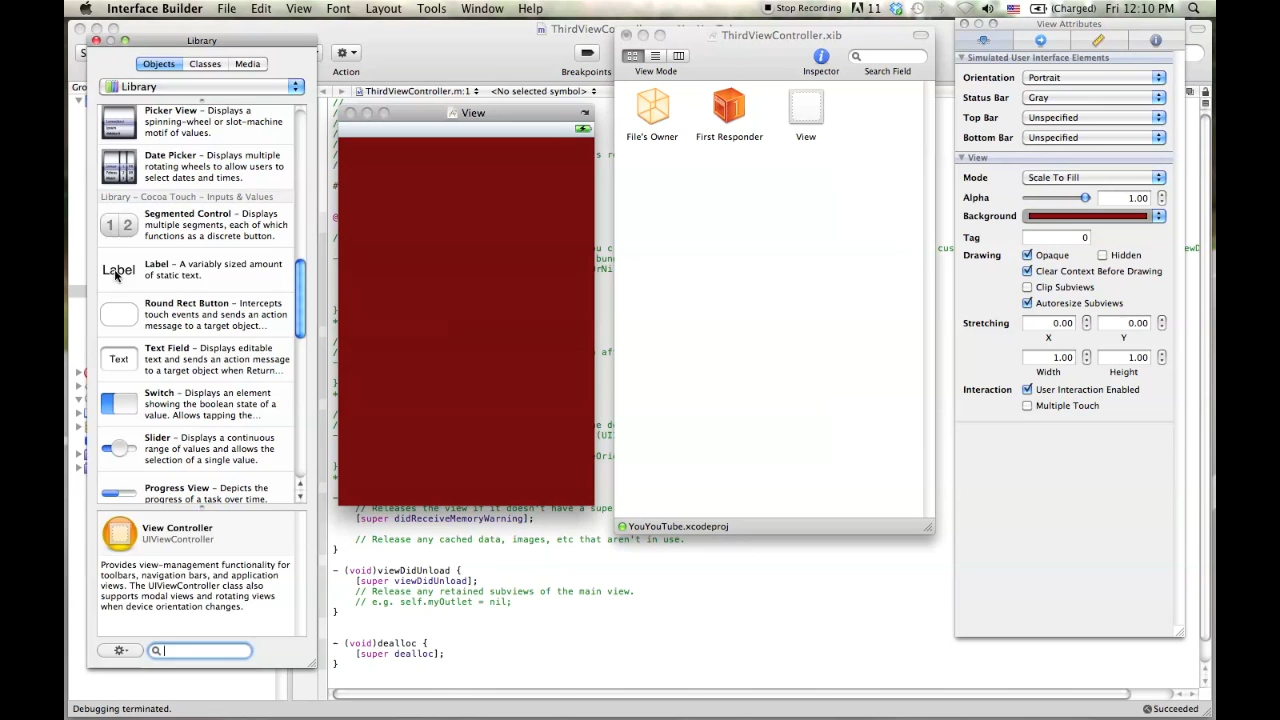 Interface Builder File Edit View Font Layout Tools Window Help Stop Recording 11 (Charged) Fri 12:10 PM
Library
Objects Classes Media
Library
Picker View – Displays a
spinning-wheel or slot-machine
motif of values.
Date Picker – Displays multiple
rotating wheels to allow users to
select dates and times.
Library – Cocoa Touch – Inputs & Values
1 2
Segmented Control – Displays
multiple segments, each of which
functions as a discrete button.
Label
Label – A variably sized amount
of static text.
Round Rect Button – Intercepts
touch events and sends an action
message to a target object...
Text
Text Field – Displays editable
text and sends an action message
to a target object when Return...
Switch – Displays an element
showing the boolean state of a
value. Allows tapping the...
Slider – Displays a continuous
range of values and allows the
selection of a single value.
Progress View – Depicts the
progress of a task over time.
View Controller
UIViewController
Provides view-management functionality for
toolbars, navigation bars, and application
views. The UIViewController class also
supports modal views and rotating views
when device orientation changes.
Action
Breakpoints
ThirdViewController.m:1 <No selected symbol>
View
ThirdViewController.xib
View Mode Inspector Search Field
File's Owner First Responder View
YouYouTube.xcodeproj
// Releases the view if it doesn't have a supe
[super didReceiveMemoryWarning];
// Release any cached data, images, etc that aren't in use.
}
- (void)viewDidUnload {
[super viewDidUnload];
// Release any retained subviews of the main view.
// e.g. self.myOutlet = nil;
}
- (void)dealloc {
[super dealloc];
}
View Attributes
Simulated User Interface Elements
Orientation Portrait
Status Bar Gray
Top Bar Unspecified
Bottom Bar Unspecified
View
Mode Scale To Fill
Alpha 1.00
Background
Tag 0
Drawing Opaque Hidden
Clear Context Before Drawing
Clip Subviews
Autoresize Subviews
Stretching 0.00 0.00
X Y
1.00 1.00
Width Height
Interaction User Interaction Enabled
Multiple Touch
Debugging terminated. Succeeded